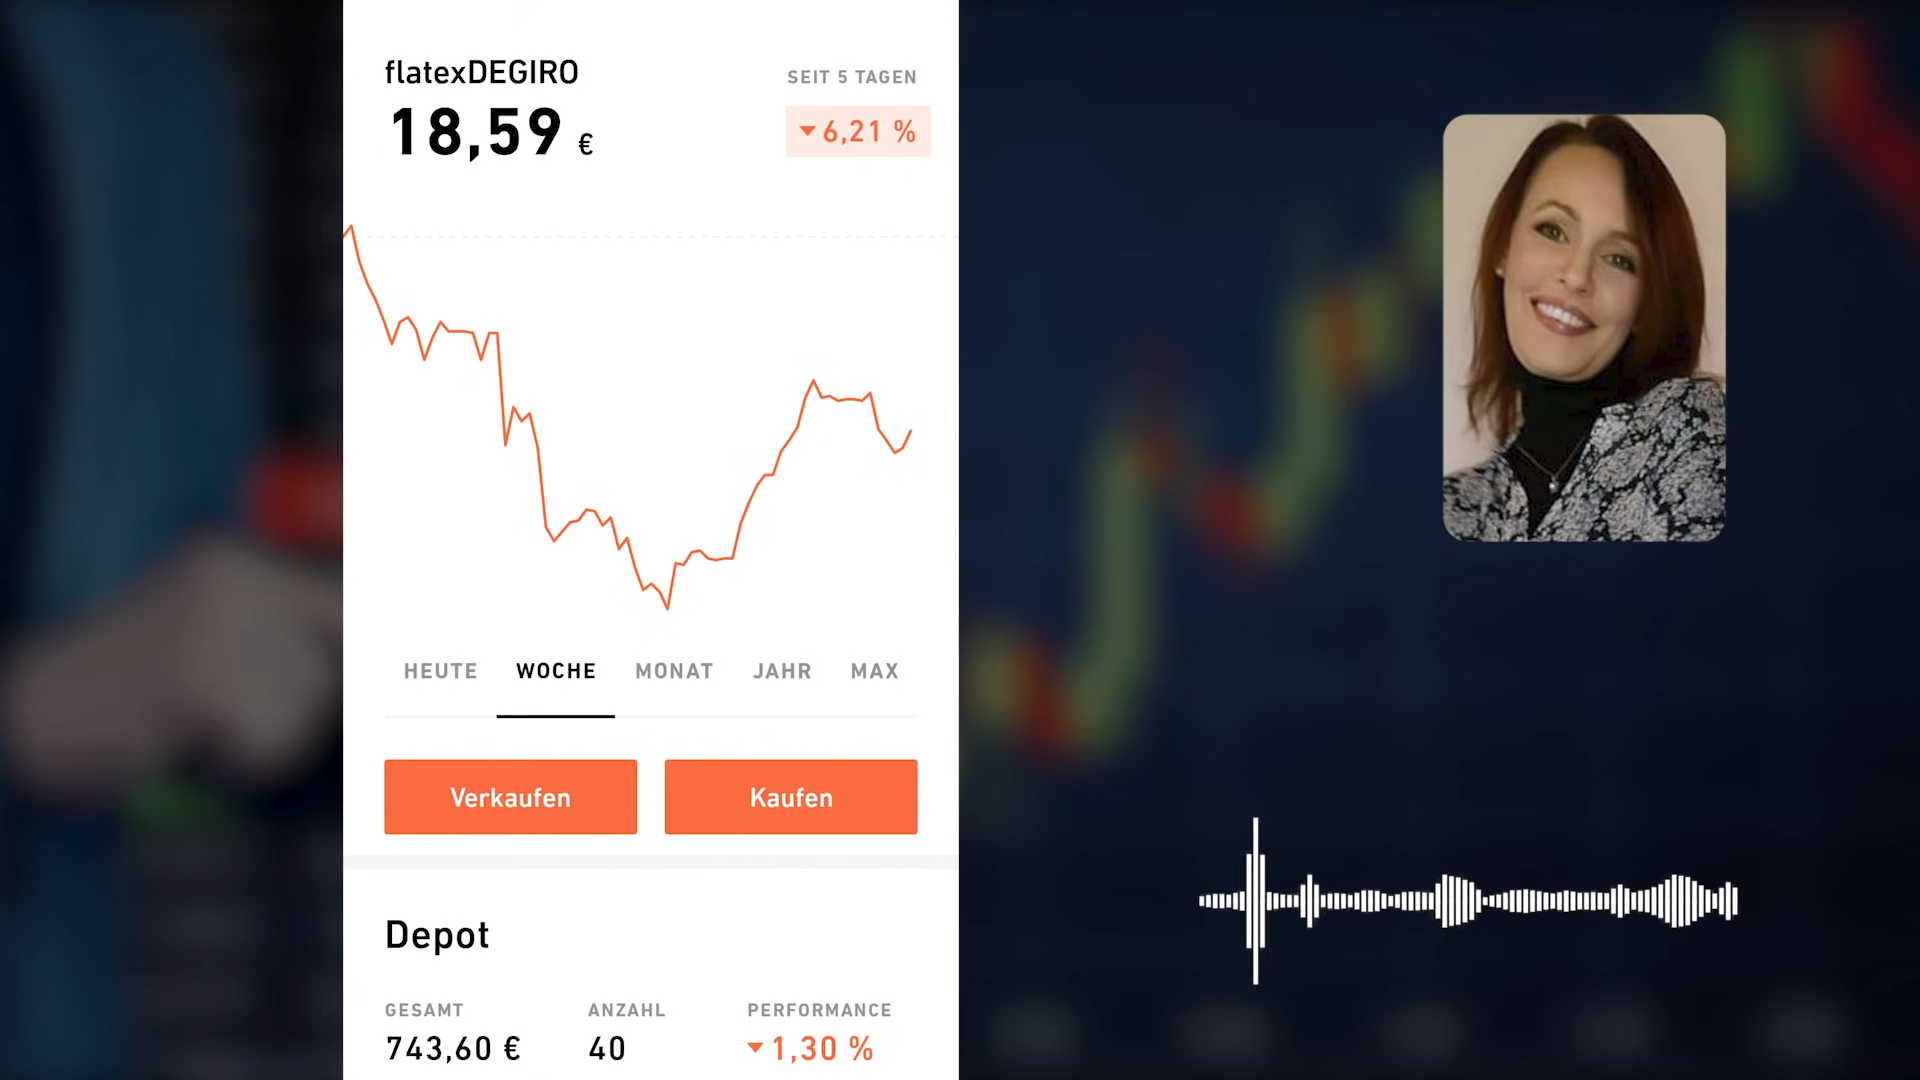 flatexDEGIRO
18,59 €
SEIT 5 TAGEN
6,21 %
HEUTE WOCHE MONAT JAHR MAX
Verkaufen Kaufen
Depot
GESAMT ANZAHL PERFORMANCE
743,60 € 40 1,30 %